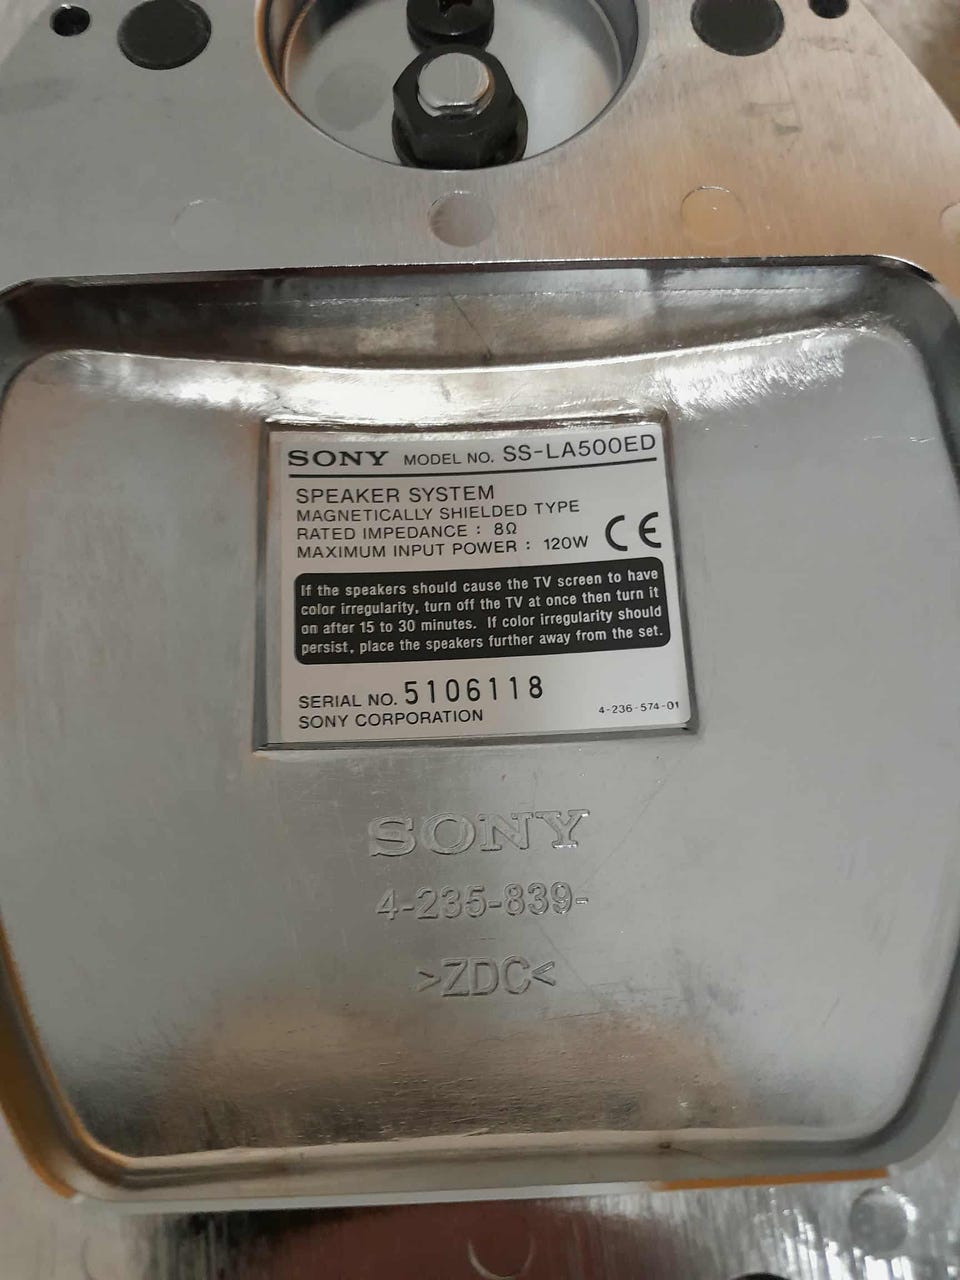 SONY MODEL NO. SS-LA500ED
SPEAKER SYSTEM
MAGNETICALLY SHIELDED TYPE
RATED IMPEDANCE : 8Ω
MAXIMUM INPUT POWER : 120W CE
If the speakers should cause the TV screen to have
color irregularity, turn off the TV at once then turn it
on after 15 to 30 minutes. If color irregularity should
persist, place the speakers further away from the set.
SERIAL NO. 5106118
SONY CORPORATION 4-236-574-01
SONY
4-235-839-
>ZDC<